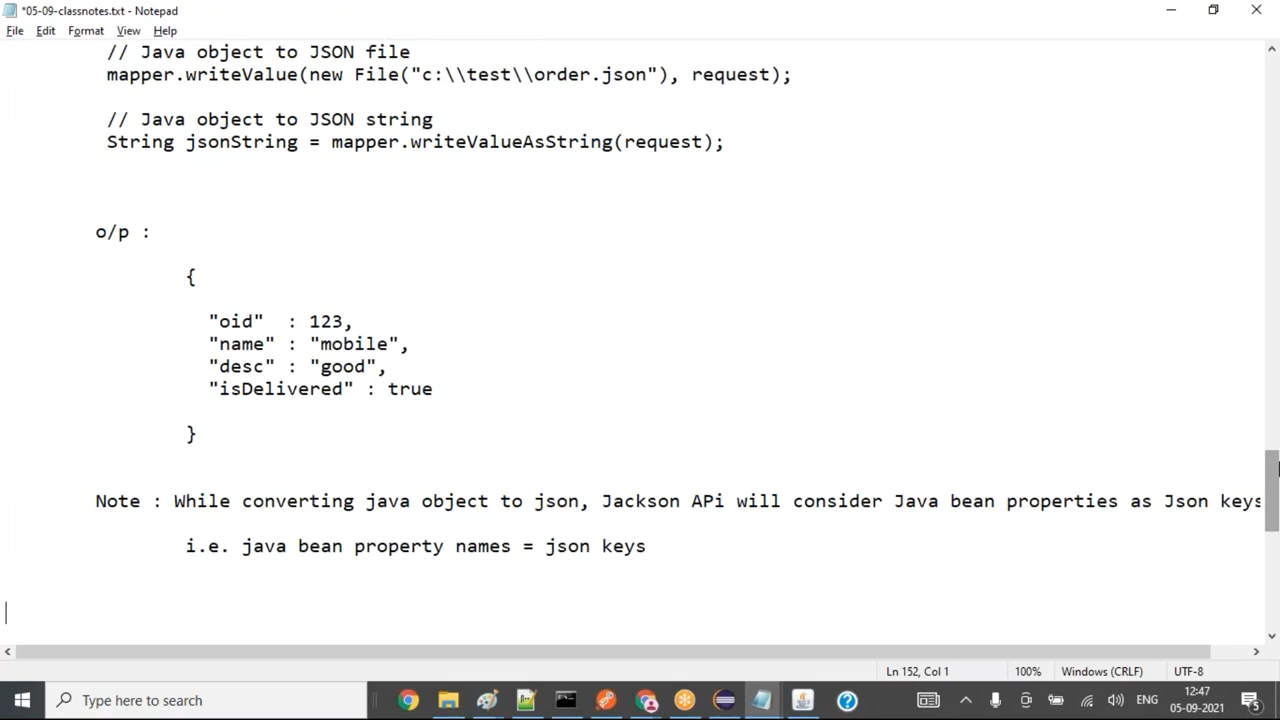 *05-09-classnotes.txt - Notepad
File Edit Format View Help
// Java object to JSON file
mapper.writeValue(new File("c:\\test\\order.json"), request);
// Java object to JSON string
String jsonString = mapper.writeValueAsString(request);
o/p :
{
"oid" : 123,
"name" : "mobile",
"desc" : "good",
"isDelivered" : true
}
Note : While converting java object to json, Jackson APi will consider Java bean properties as Json keys
i.e. java bean property names = json keys
Ln 152, Col 1 100% Windows (CRLF) UTF-8
Type here to search
ENG
12:47
05-09-2021
5